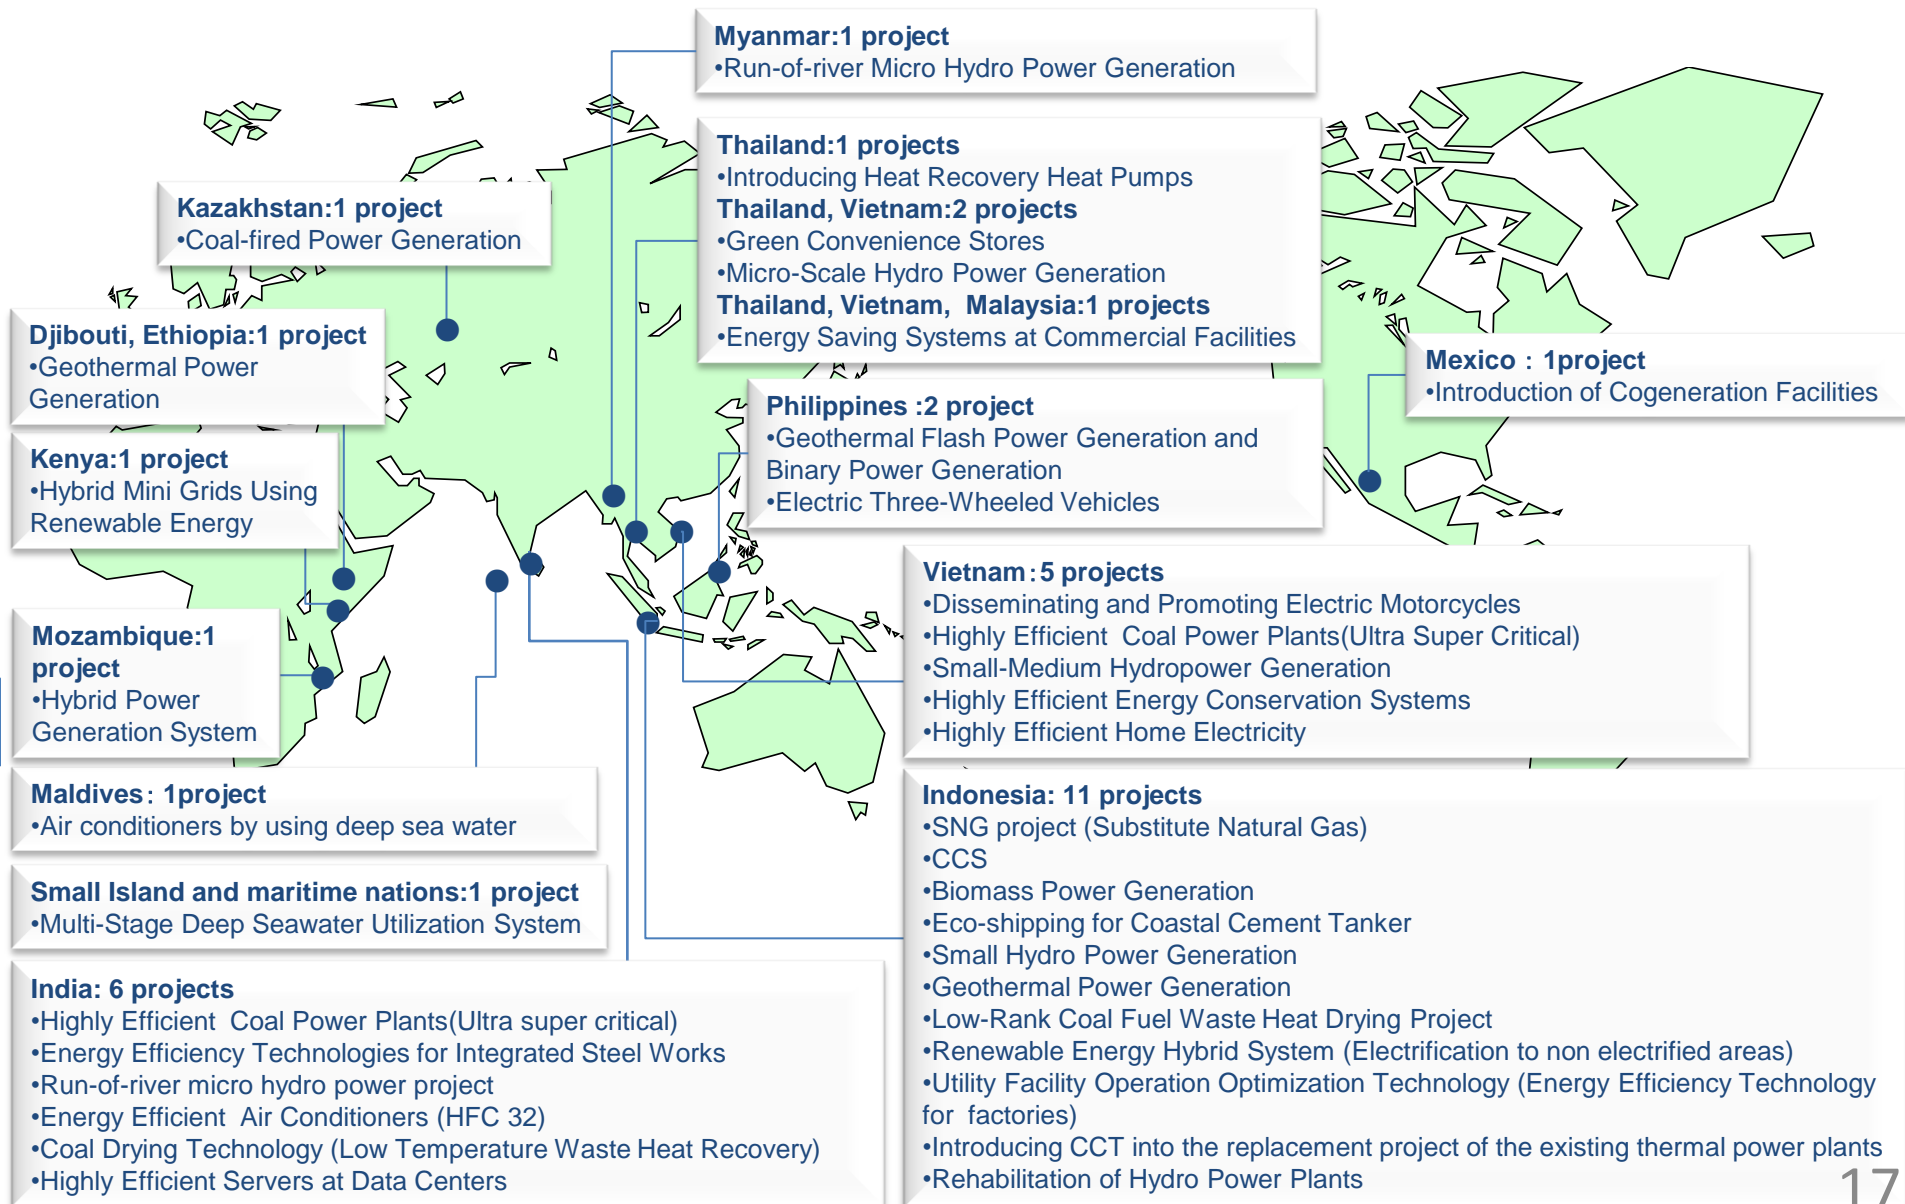 Myanmar:1 project
•Run-of-river Micro Hydro Power Generation
Thailand:1 projects
•Introducing Heat Recovery Heat Pumps
Thailand, Vietnam:2 projects
•Green Convenience Stores
•Micro-Scale Hydro Power Generation
Thailand, Vietnam, Malaysia:1 projects
•Energy Saving Systems at Commercial Facilities
Kazakhstan:1 project
•Coal-fired Power Generation
Djibouti, Ethiopia:1 project
•Geothermal Power
Generation
Mexico : 1project
•Introduction of Cogeneration Facilities
Philippines :2 project
•Geothermal Flash Power Generation and
Binary Power Generation
•Electric Three-Wheeled Vehicles
Kenya:1 project
•Hybrid Mini Grids Using
Renewable Energy
Vietnam:5 projects
•Disseminating and Promoting Electric Motorcycles
•Highly Efficient Coal Power Plants(Ultra Super Critical)
•Small-Medium Hydropower Generation
•Highly Efficient Energy Conservation Systems
•Highly Efficient Home Electricity
Mozambique:1
project
•Hybrid Power
Generation System
Maldives: 1project
•Air conditioners by using deep sea water
Small Island and maritime nations:1 project
•Multi-Stage Deep Seawater Utilization System
India: 6 projects
•Highly Efficient Coal Power Plants(Ultra super critical)
•Energy Efficiency Technologies for Integrated Steel Works
•Run-of-river micro hydro power project
•Energy Efficient Air Conditioners (HFC 32)
•Coal Drying Technology (Low Temperature Waste Heat Recovery)
•Highly Efficient Servers at Data Centers
Indonesia: 11 projects
•SNG project (Substitute Natural Gas)
•CCS
•Biomass Power Generation
•Eco-shipping for Coastal Cement Tanker
•Small Hydro Power Generation
•Geothermal Power Generation
•Low-Rank Coal Fuel Waste Heat Drying Project
•Renewable Energy Hybrid System (Electrification to non electrified areas)
•Utility Facility Operation Optimization Technology (Energy Efficiency Technology
for factories)
•Introducing CCT into the replacement project of the existing thermal power plants
•Rehabilitation of Hydro Power Plants
17